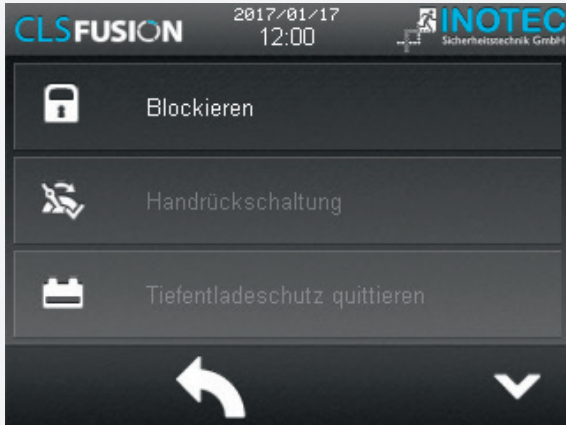 CLSFUSION
2017/01/17
12:00
INOTEC
Sicherheitstechnik GmbH
Blockieren
Handrückschaltung
Tiefentladeschutz quittieren